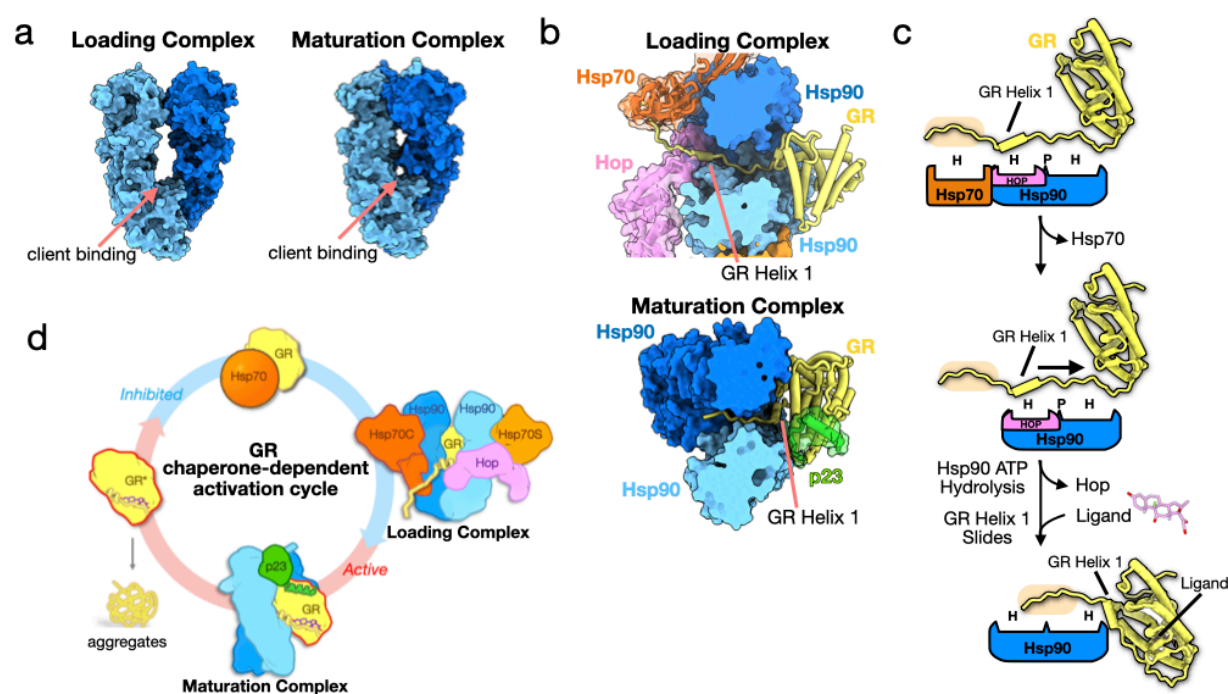 a
Loading Complex
Maturation Complex
client binding
client binding
b
Loading Complex
Hsp70
Hsp90
GR
Hop
Hsp90
GR Helix 1
Maturation Complex
Hsp90
GR
Hsp90
p23
GR Helix 1
c
GR
GR Helix 1
H
H
P
H
HOP
Hsp70
Hsp90
Hsp70
GR Helix 1
H
P
H
HOP
Hsp90
Hsp90 ATP
Hydrolysis
Hop
GR Helix 1
Slides
Ligand
GR Helix 1
Ligand
H
H
Hsp90
d
GR
Hsp70
Inhibited
GR
chaperone-dependent
activation cycle
Hsp90
Hsp90
Hsp70C
GR
Hsp70S
Hop
Loading Complex
GR*
Active
p23
GR
aggregates
Maturation Complex